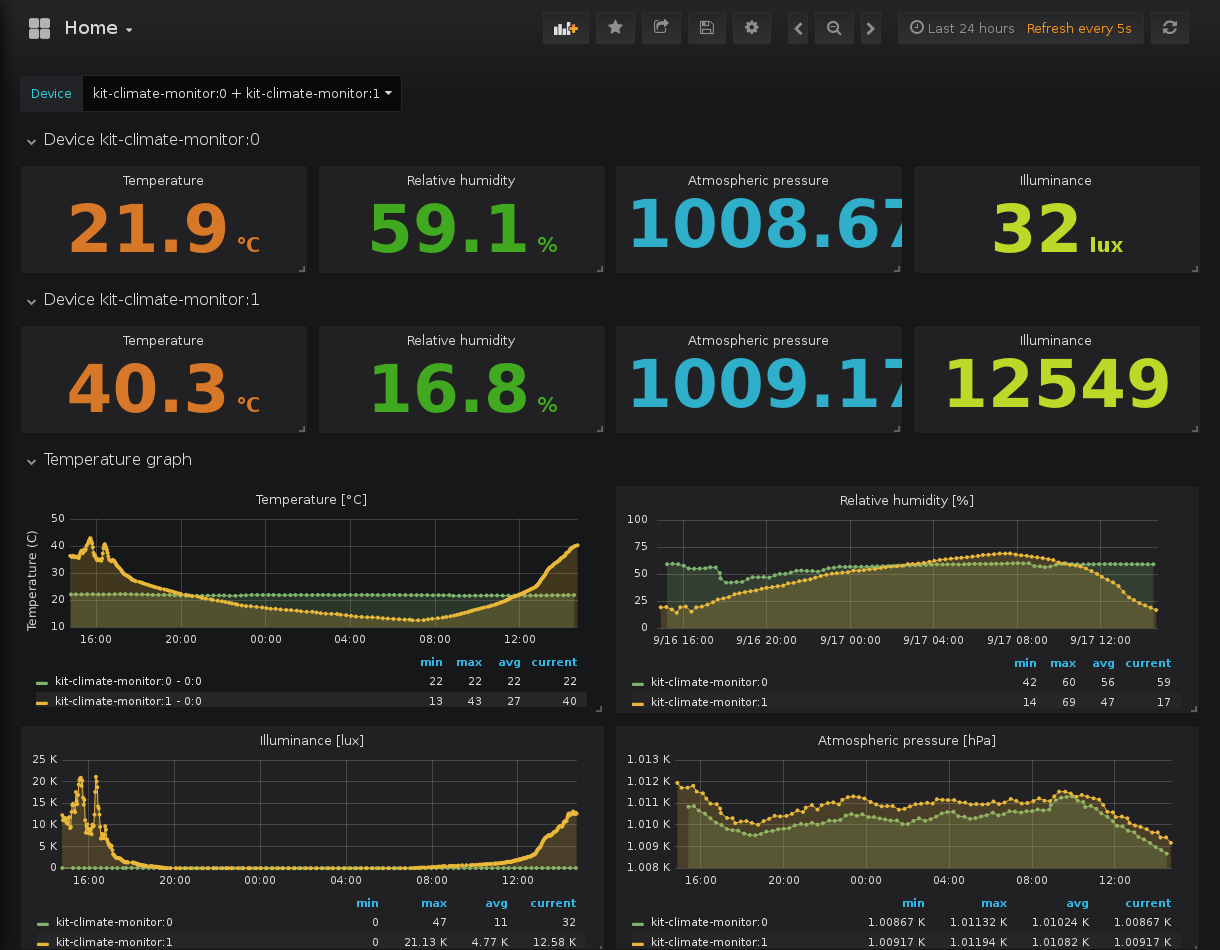 Home
Last 24 hours Refresh every 5s
Device kit-climate-monitor:0 + kit-climate-monitor:1
Device kit-climate-monitor:0
Temperature Relative humidity Atmospheric pressure Illuminance
21.9 °C 59.1 % 1008.67 32 lux
Device kit-climate-monitor:1
Temperature Relative humidity Atmospheric pressure Illuminance
40.3 °C 16.8 % 1009.17 12549
Temperature graph
Temperature [°C]
Temperature (C)
50
40
30
20
10
16:00 20:00 00:00 04:00 08:00 12:00
min max avg current
kit-climate-monitor:0 - 0:0 22 22 22 22
kit-climate-monitor:1 - 0:0 13 43 27 40
Relative humidity [%]
100
75
50
25
0
9/16 16:00 9/16 20:00 9/17 00:00 9/17 04:00 9/17 08:00 9/17 12:00
min max avg current
kit-climate-monitor:0 42 60 56 59
kit-climate-monitor:1 14 69 47 17
Illuminance [lux]
25 K
20 K
15 K
10 K
5 K
0
16:00 20:00 00:00 04:00 08:00 12:00
min max avg current
kit-climate-monitor:0 0 47 11 32
kit-climate-monitor:1 0 21.13 K 4.77 K 12.58 K
Atmospheric pressure [hPa]
1.013 K
1.012 K
1.011 K
1.010 K
1.009 K
1.008 K
16:00 20:00 00:00 04:00 08:00 12:00
min max avg current
kit-climate-monitor:0 1.00867 K 1.01132 K 1.01024 K 1.00867 K
kit-climate-monitor:1 1.00917 K 1.01194 K 1.01082 K 1.00917 K